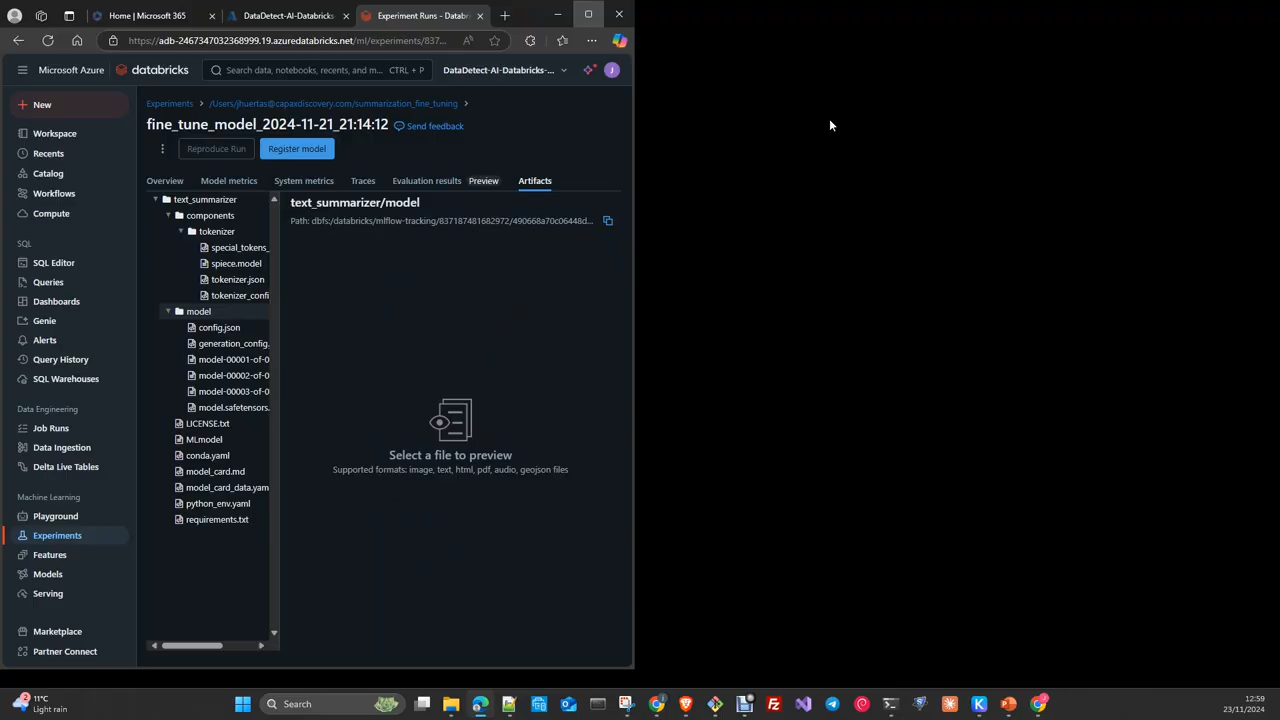 Home | Microsoft 365
DataDetect-AI-Databricks
Experiment Runs - Datab
https://adb-2467347032368999.19.azuredatabricks.net/ml/experiments/837...
Microsoft Azure
databricks
Search data, notebooks, recents, and m...
CTRL + P
DataDetect-AI-Databricks-...
J
New
Workspace
Recents
Catalog
Workflows
Compute
SQL
SQL Editor
Queries
Dashboards
Genie
Alerts
Query History
SQL Warehouses
Data Engineering
Job Runs
Data Ingestion
Delta Live Tables
Machine Learning
Playground
Experiments
Features
Models
Serving
Marketplace
Partner Connect
Experiments
/Users/jhuertas@capaxdiscovery.com/summarization_fine_tuning
fine_tune_model_2024-11-21_21:14:12
Send feedback
Reproduce Run
Register model
Overview
Model metrics
System metrics
Traces
Evaluation results
Preview
Artifacts
text_summarizer
components
tokenizer
special_tokens_
spiece.model
tokenizer.json
tokenizer_confi
model
config.json
generation_config.
model-00001-of-0
model-00002-of-0
model-00003-of-0
model.safetensors.
LICENSE.txt
MLmodel
conda.yaml
model_card.md
model_card_data.yam
python_env.yaml
requirements.txt
text_summarizer/model
Path: dbfs:/databricks/mlflow-tracking/837187481682972/490668a70c06448d...
Select a file to preview
Supported formats: image, text, html, pdf, audio, geojson files
2
11°C
Light rain
Search
12:59
23/11/2024